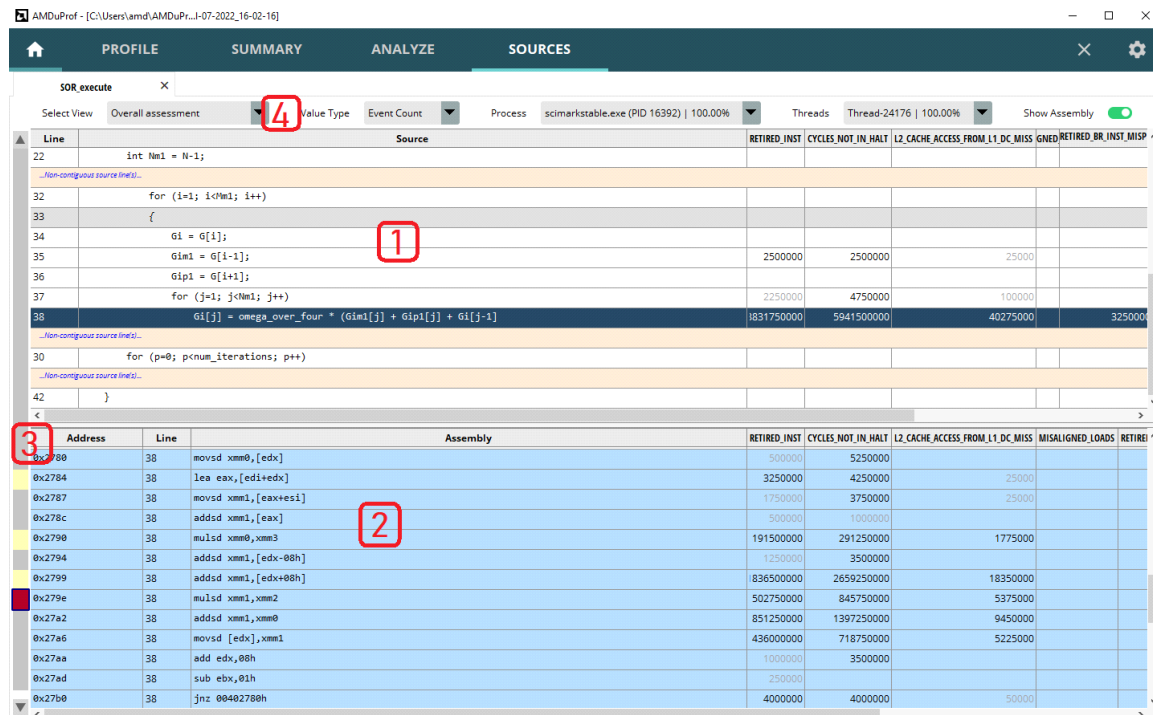 AMDuProf - [C:\Users\amd\AMDuPr...l-07-2022_16-02-16]
PROFILE SUMMARY ANALYZE SOURCES
SOR_execute
Select View Overall assessment 4 Value Type Event Count Process scimarkstable.exe (PID 16392) | 100.00% Threads Thread-24176 | 100.00% Show Assembly
Line Source RETIRED_INST CYCLES_NOT_IN_HALT L2_CACHE_ACCESS_FROM_L1_DC_MISS GNED RETIRED_BR_INST_MISP
22 int Nm1 = N-1;
...Non-contiguous source line(s)...
32 for (i=1; i<Mm1; i++)
33 {
34 Gi = G[i];
1
35 Gim1 = G[i-1]; 2500000 2500000 25000
36 Gip1 = G[i+1];
37 for (j=1; j<Nm1; j++) 2250000 4750000 100000
38 Gi[j] = omega_over_four * (Gim1[j] + Gip1[j] + Gi[j-1] 3831750000 5941500000 40275000 325000
...Non-contiguous source line(s)...
30 for (p=0; p<num_iterations; p++)
...Non-contiguous source line(s)...
42 }
3 Address Line Assembly RETIRED_INST CYCLES_NOT_IN_HALT L2_CACHE_ACCESS_FROM_L1_DC_MISS MISALIGNED_LOADS RETIRE
0x2780 38 movsd xmm0,[edx] 500000 5250000
0x2784 38 lea eax,[edi+edx] 3250000 4250000 25000
0x2787 38 movsd xmm1,[eax+esi] 1750000 3750000 25000
0x278c 38 addsd xmm1,[eax] 500000 1000000
2
0x2790 38 mulsd xmm0,xmm3 191500000 291250000 1775000
0x2794 38 addsd xmm1,[edx-08h] 1250000 3500000
0x2799 38 addsd xmm1,[edx+08h] 836500000 2659250000 18350000
0x279e 38 mulsd xmm1,xmm2 502750000 845750000 5375000
0x27a2 38 addsd xmm1,xmm0 851250000 1397250000 9450000
0x27a6 38 movsd [edx],xmm1 436000000 718750000 5225000
0x27aa 38 add edx,08h 1000000 3500000
0x27ad 38 sub ebx,01h 250000
0x27b0 38 jnz 00402780h 4000000 4000000 50000